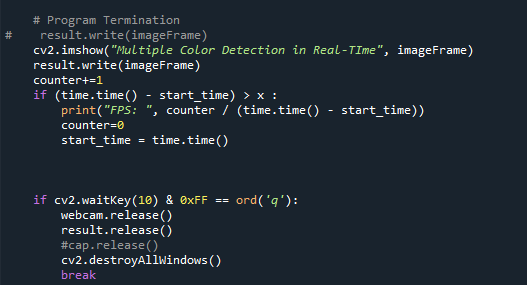 # Program Termination
#    result.write(imageFrame)
cv2.imshow("Multiple Color Detection in Real-TIme", imageFrame)
result.write(imageFrame)
counter+=1
if (time.time() - start_time) > x :
    print("FPS: ", counter / (time.time() - start_time))
    counter=0
    start_time = time.time()
if cv2.waitKey(10) & 0xFF == ord('q'):
    webcam.release()
    result.release()
    #cap.release()
    cv2.destroyAllWindows()
    break